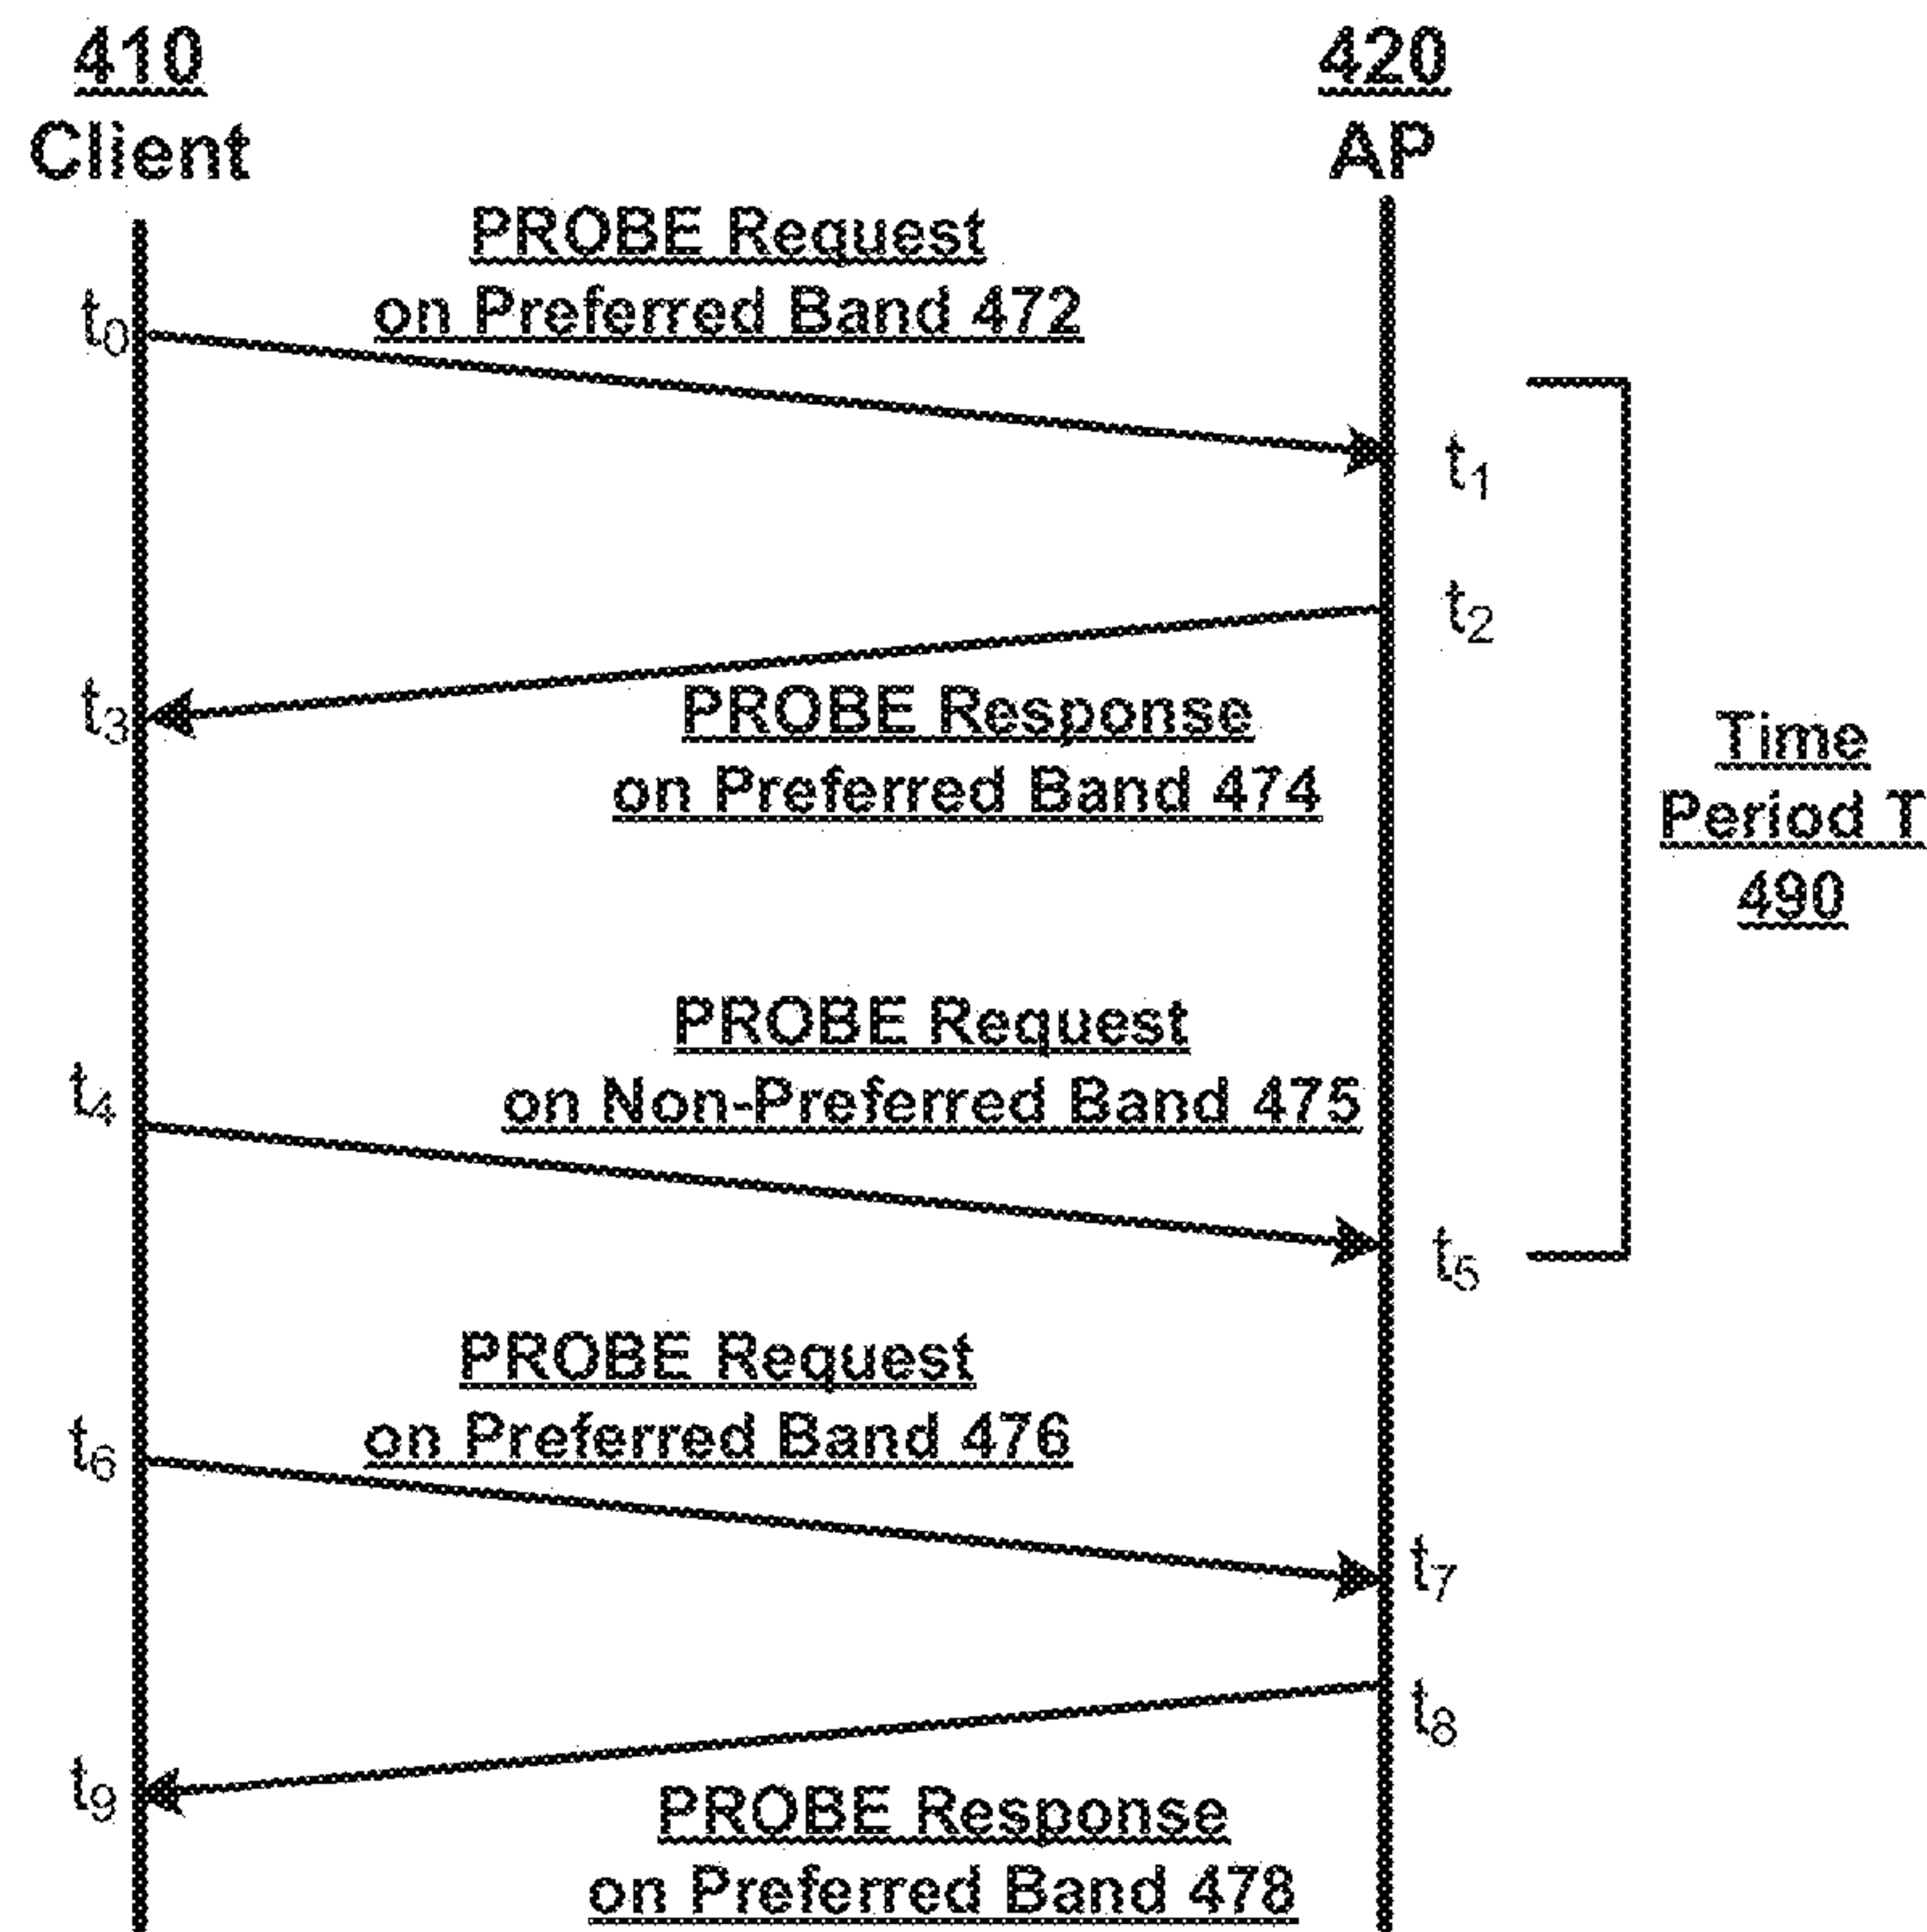 410
Client
420
AP
PROBE Request
on Preferred Band 472
t0
t1
t2
PROBE Response
on Preferred Band 474
t3
Time
Period T
490
PROBE Request
on Non-Preferred Band 475
t4
t5
PROBE Request
on Preferred Band 476
t6
t7
t8
t9
PROBE Response
on Preferred Band 478